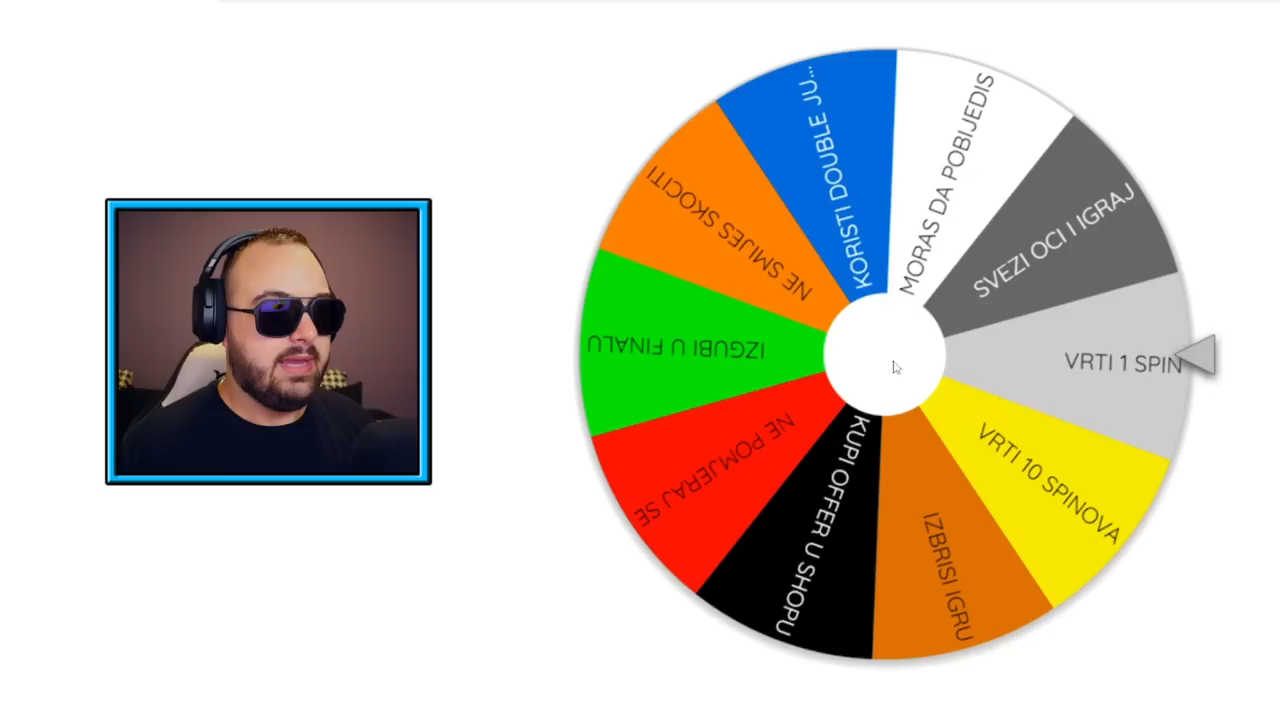 KORISTI DOUBLE JU...
MORAS DA POBIJEDIS
SVEZI OCI I IGRAJ
VRTI 1 SPIN
VRTI 10 SPINOVA
IZBRISI IGRU
KUPI OFFER U SHOPU
NE POMJERAJ SE
IZGUBI U FINALU
NE SMIJES SKOCITI